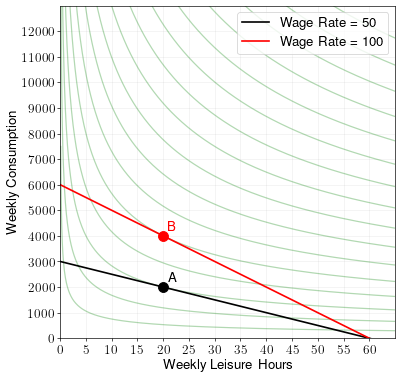 Wage Rate = 50
Wage Rate = 100
Weekly Consumption
12000
11000
10000
9000
8000
7000
6000
5000
4000
3000
2000
1000
0
B
A
0 5 10 15 20 25 30 35 40 45 50 55 60
Weekly Leisure Hours